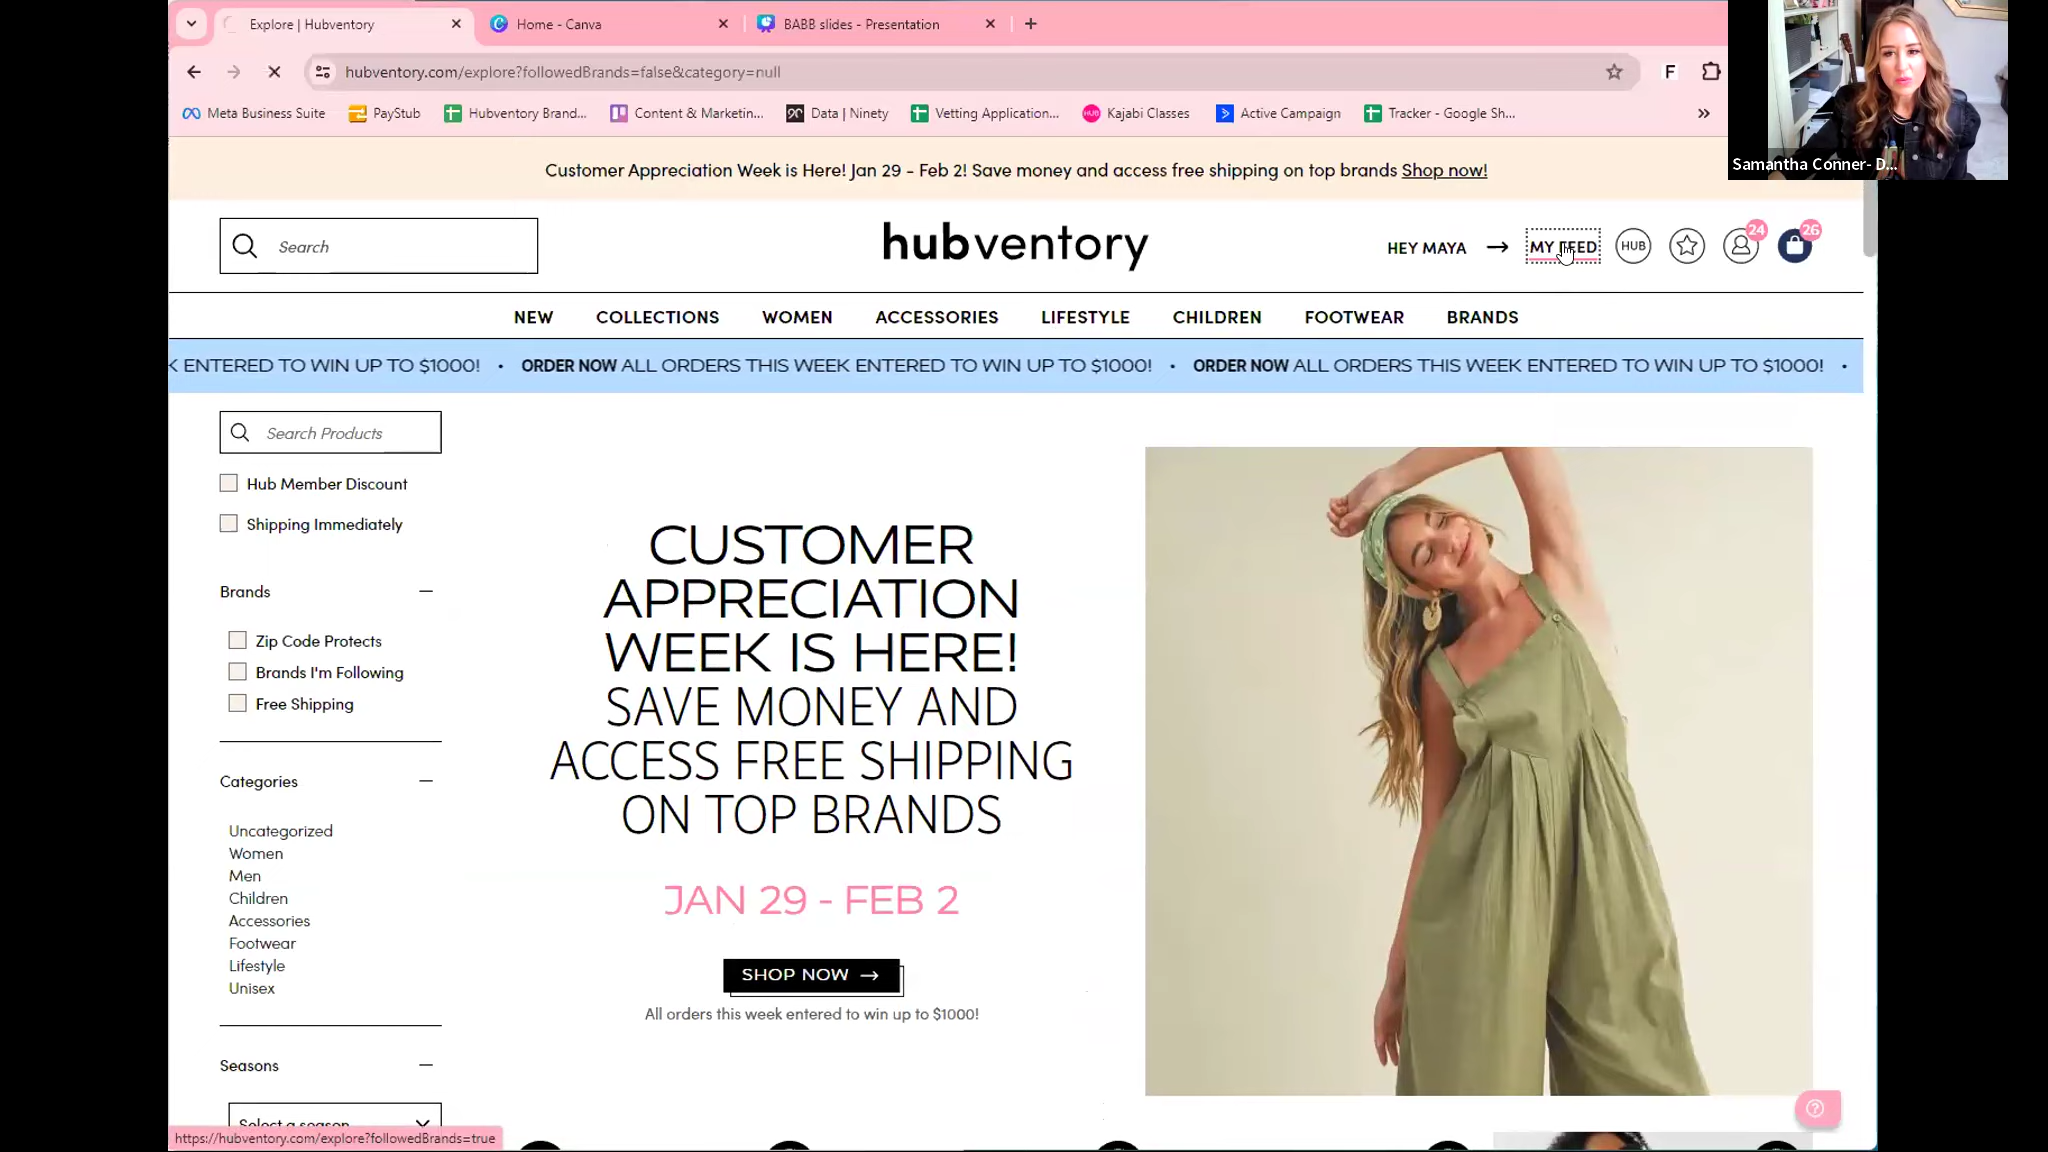 Explore | Hubventory
Home - Canva
BABB slides - Presentation
hubventory.com/explore?followedBrands=false&category=null
F
Meta Business Suite
PayStub
Hubventory Brand...
Content & Marketin...
Data | Ninety
Vetting Application...
Kajabi Classes
Active Campaign
Tracker - Google Sh...
Samantha Conner- D...
Customer Appreciation Week is Here! Jan 29 - Feb 2! Save money and access free shipping on top brands Shop now!
Search
hubventory
HEY MAYA → MY FEED
HUB
24
26
NEW
COLLECTIONS
WOMEN
ACCESSORIES
LIFESTYLE
CHILDREN
FOOTWEAR
BRANDS
K ENTERED TO WIN UP TO $1000! • ORDER NOW ALL ORDERS THIS WEEK ENTERED TO WIN UP TO $1000! • ORDER NOW ALL ORDERS THIS WEEK ENTERED TO WIN UP TO $1000! •
Search Products
Hub Member Discount
Shipping Immediately
Brands
Zip Code Protects
Brands I'm Following
Free Shipping
Categories
Uncategorized
Women
Men
Children
Accessories
Footwear
Lifestyle
Unisex
Seasons
Select a season
https://hubventory.com/explore?followedBrands=true
CUSTOMER
APPRECIATION
WEEK IS HERE!
SAVE MONEY AND
ACCESS FREE SHIPPING
ON TOP BRANDS
JAN 29 - FEB 2
SHOP NOW →
All orders this week entered to win up to $1000!